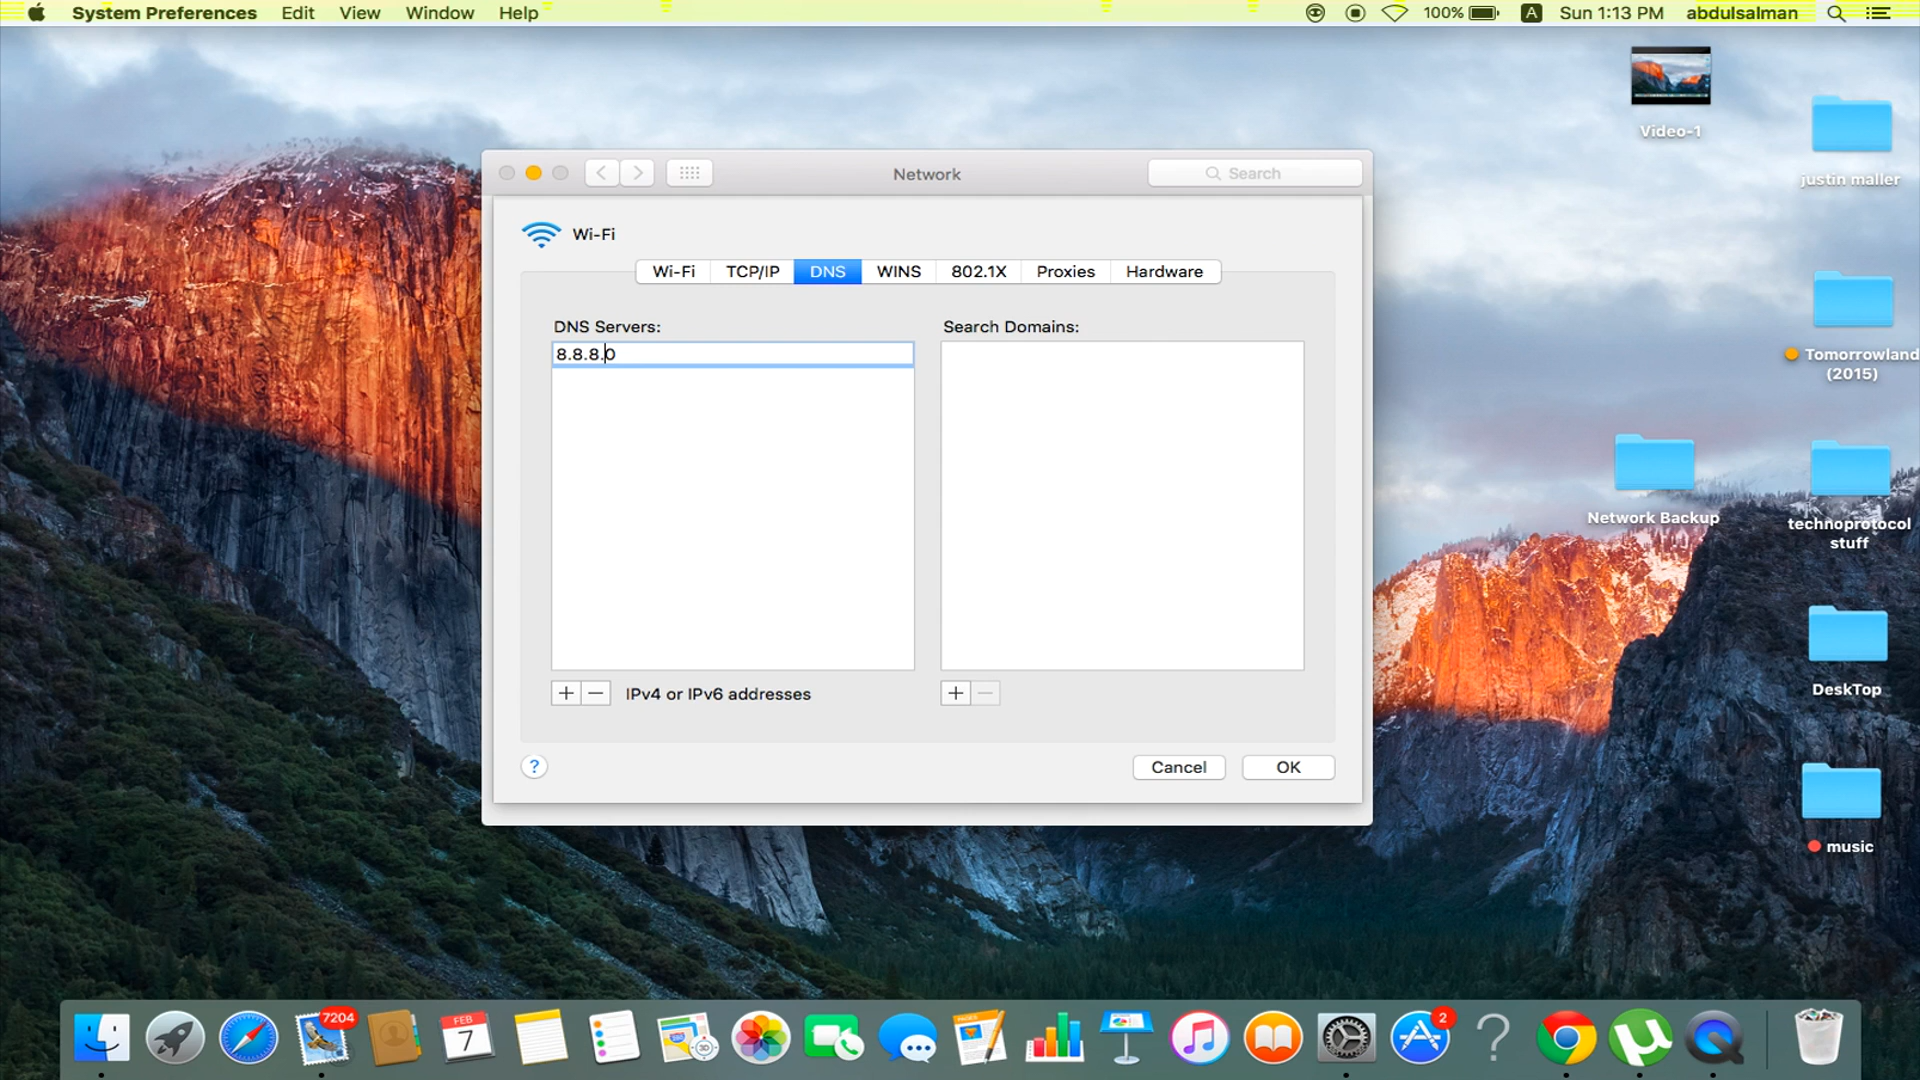 System Preferences Edit View Window Help
100% A Sun 1:13 PM abdulsalman
Video-1
justin maller
Network
Search
Wi-Fi
Wi-Fi TCP/IP DNS WINS 802.1X Proxies Hardware
DNS Servers:
Search Domains:
8.8.8.0
Tomorrowland
(2015)
Network Backup
technoprotocol
stuff
+ − IPv4 or IPv6 addresses
+ −
DeskTop
? Cancel OK
music
7204
FEB
7
3D
PAGES
2
?